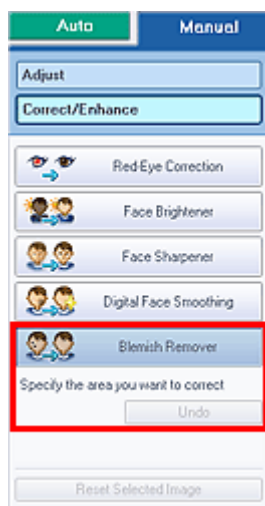 Auto Manual
Adjust
Correct/Enhance
Red-Eye Correction
Face Brightener
Face Sharpener
Digital Face Smoothing
Blemish Remover
Specify the area you want to correct
Undo
Reset Selected Image